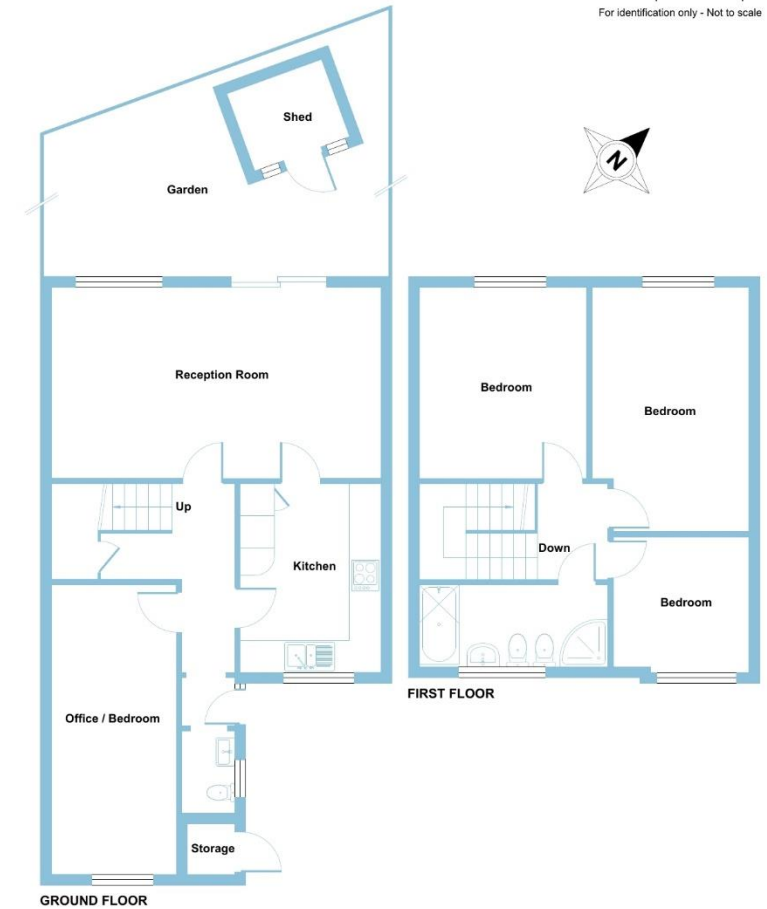 For identification only - Not to scale
Shed
N
Garden
Reception Room
Bedroom
Bedroom
Up
Kitchen
Down
Bedroom
FIRST FLOOR
Office / Bedroom
Storage
GROUND FLOOR